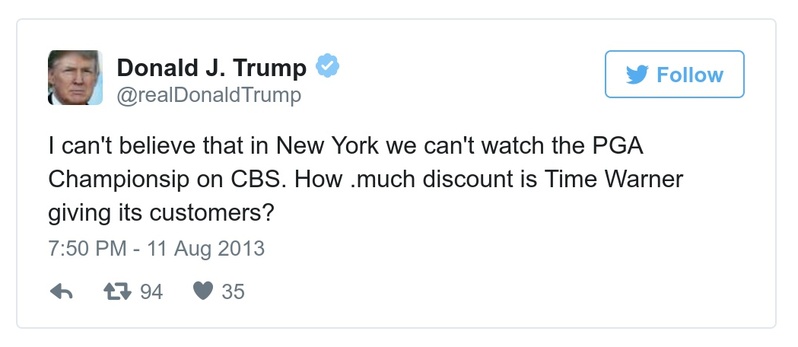 Donald J. Trump
@realDonaldTrump
Follow
I can't believe that in New York we can't watch the PGA
Championsip on CBS. How .much discount is Time Warner
giving its customers?
7:50 PM - 11 Aug 2013
94 35